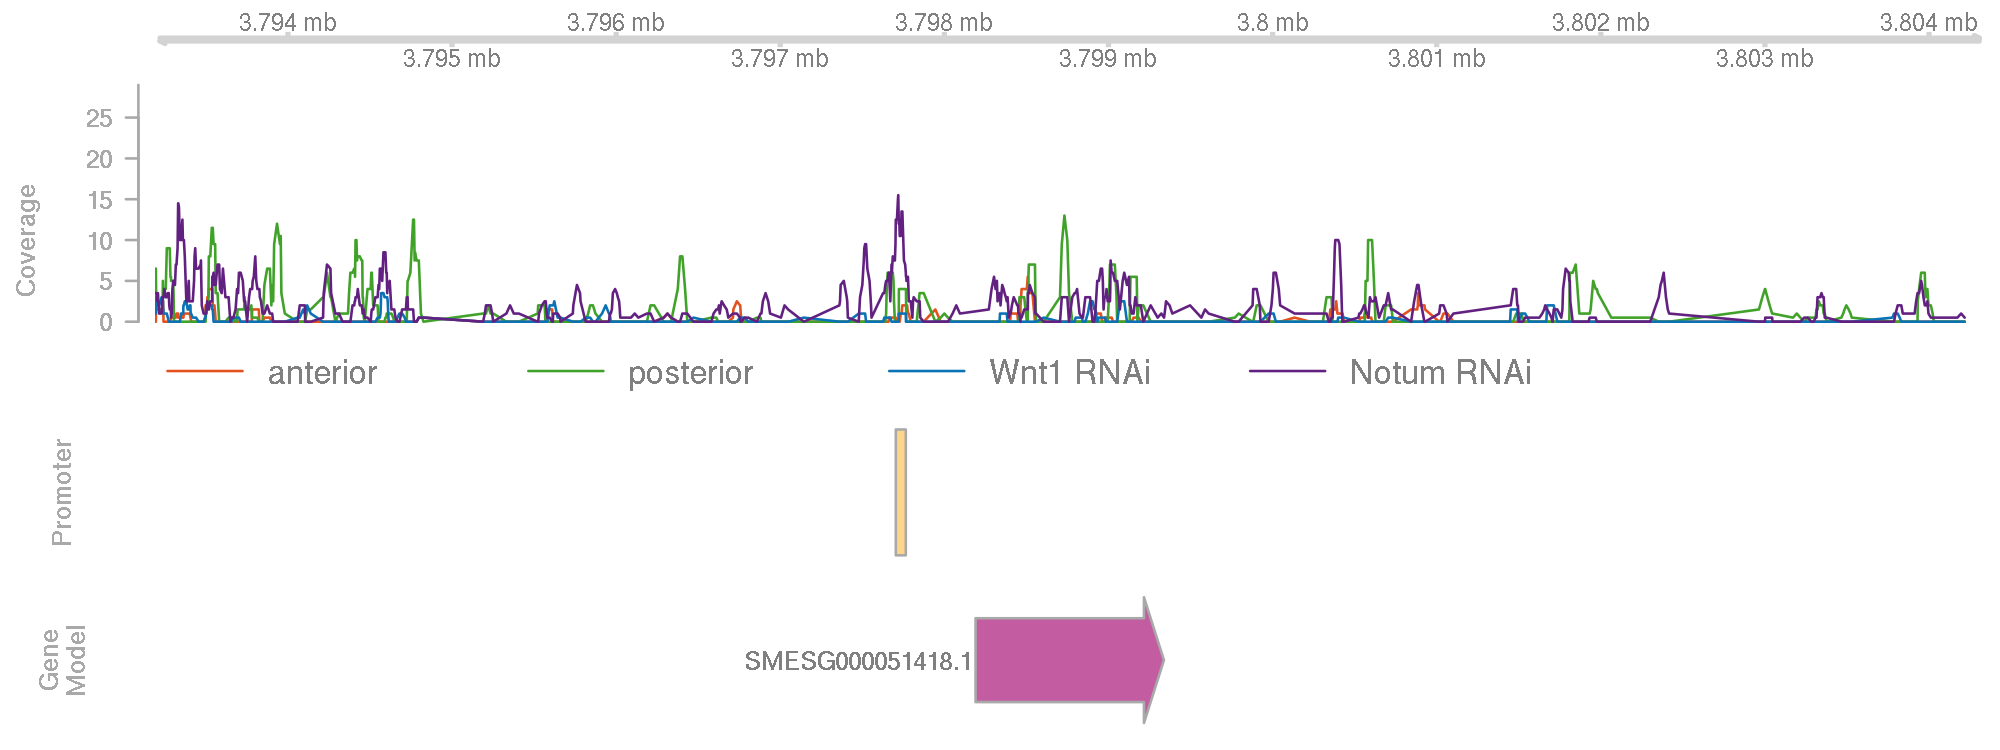 3.794 mb 3.796 mb 3.798 mb 3.8 mb 3.802 mb 3.804 mb
3.795 mb 3.797 mb 3.799 mb 3.801 mb 3.803 mb
Coverage
25
20
15
10
5
0
anterior posterior Wnt1 RNAi Notum RNAi
Promoter
Gene
Model
SMESG000051418.1